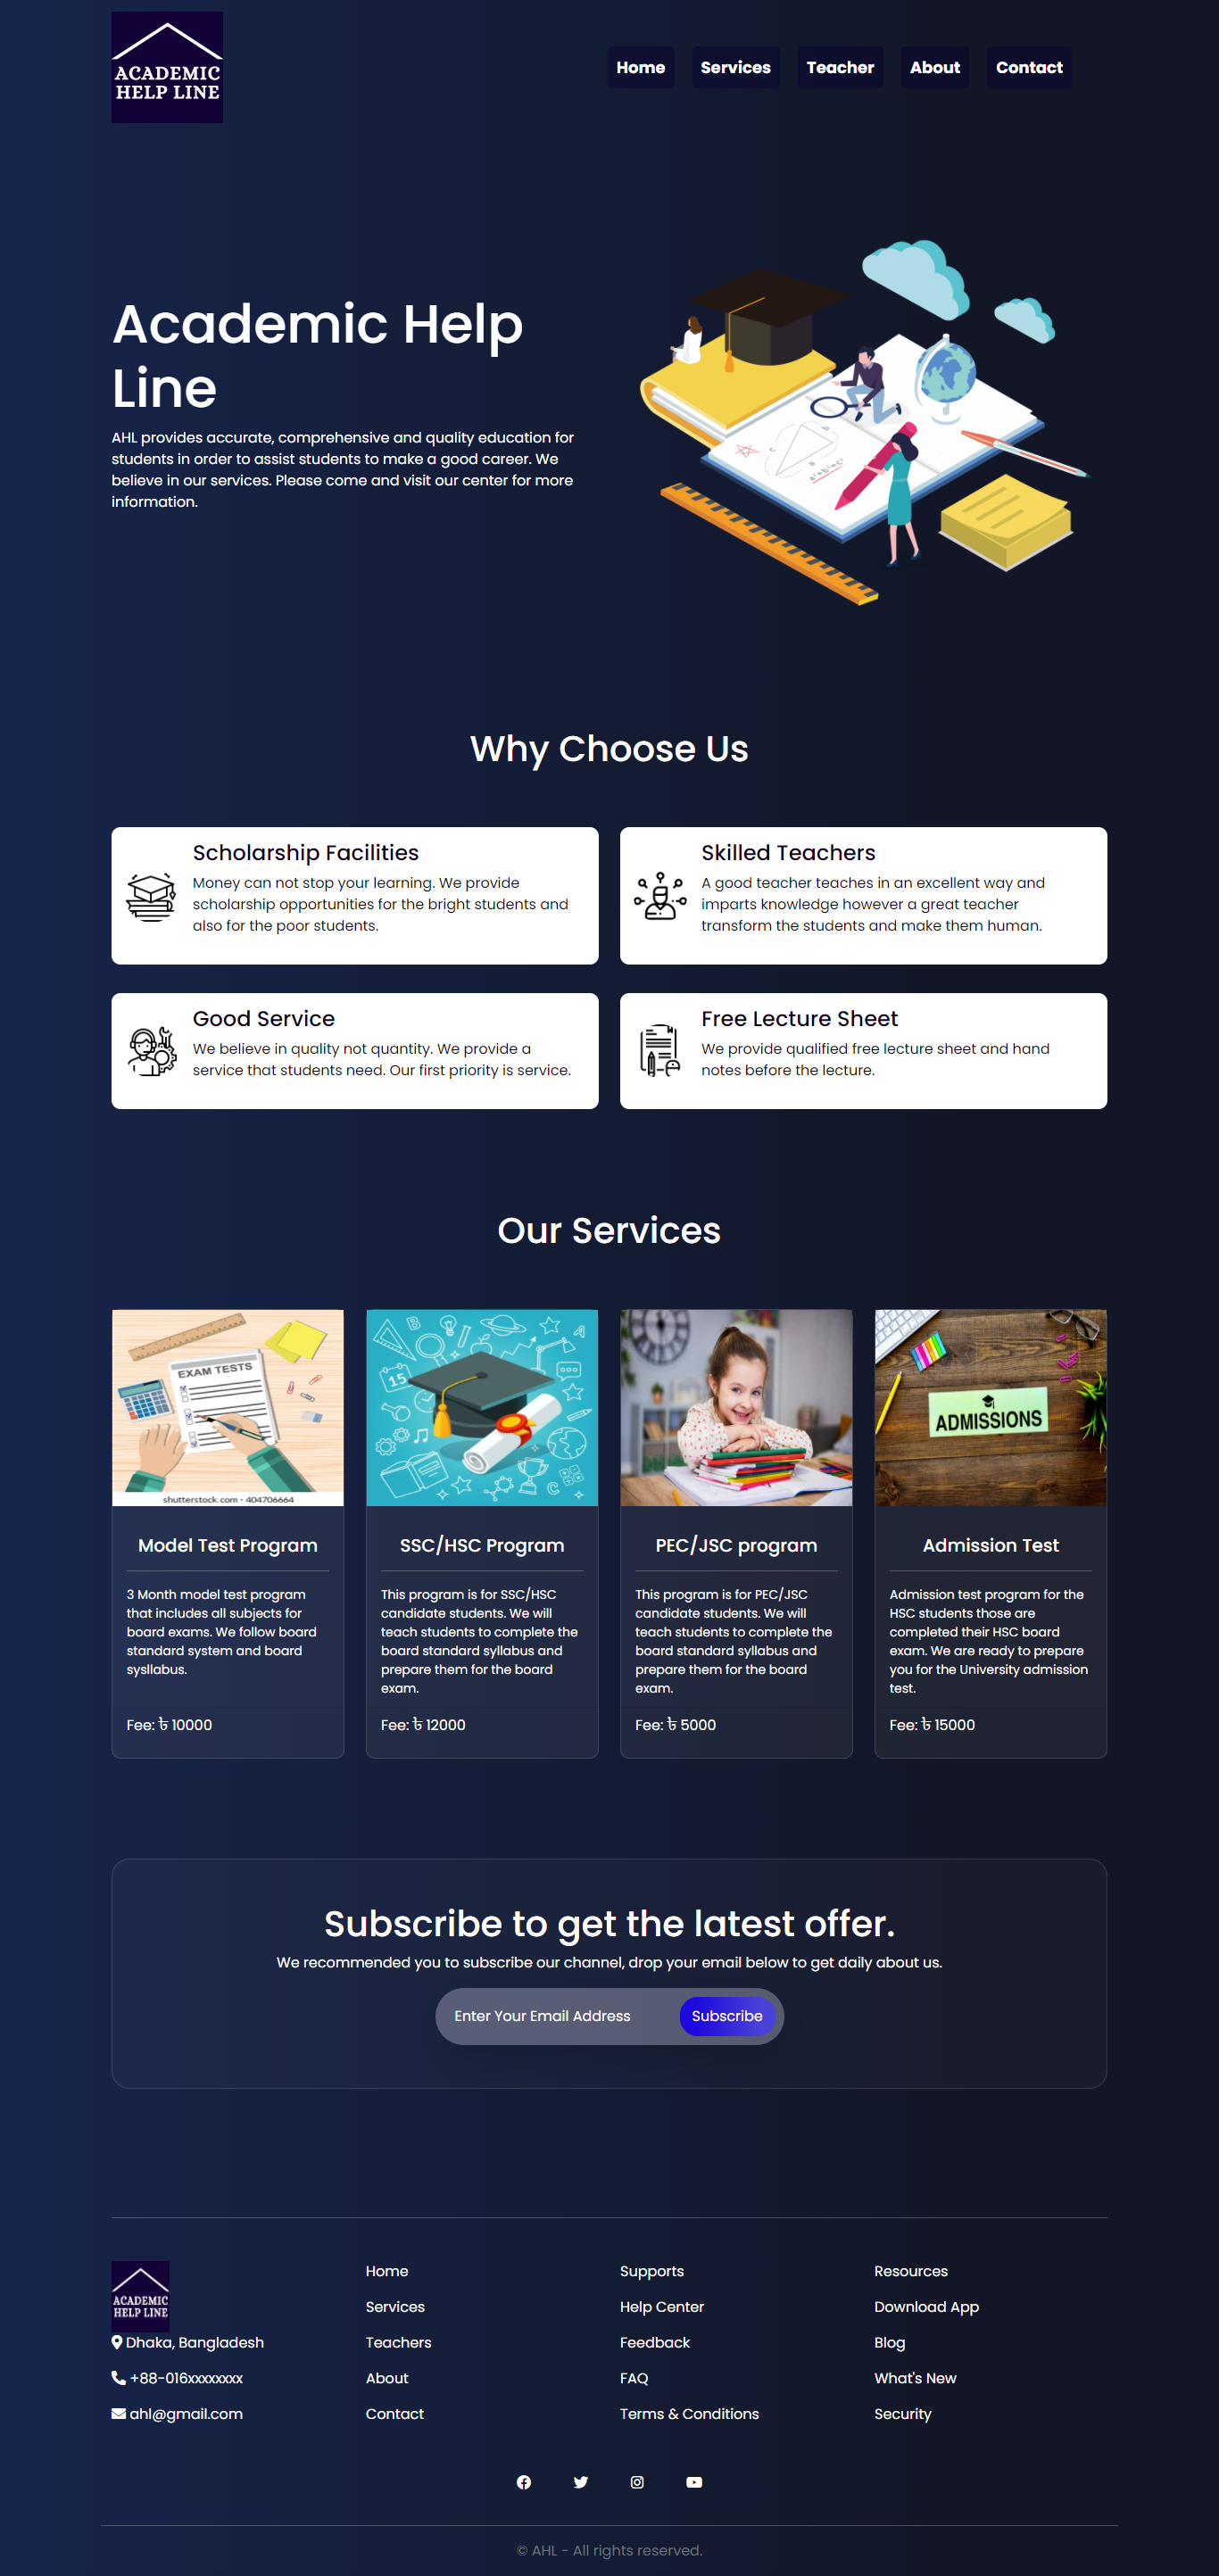 ACADEMIC
HELP LINE
Home
Services
Teacher
About
Contact
Academic Help
Line
AHL provides accurate, comprehensive and quality education for
students in order to assist students to make a good career. We
believe in our services. Please come and visit our center for more
information.
Why Choose Us
Scholarship Facilities
Money can not stop your learning. We provide
scholarship opportunities for the bright students and
also for the poor students.
Skilled Teachers
A good teacher teaches in an excellent way and
imparts knowledge however a great teacher
transform the students and make them human.
Good Service
We believe in quality not quantity. We provide a
service that students need. Our first priority is service.
Free Lecture Sheet
We provide qualified free lecture sheet and hand
notes before the lecture.
Our Services
EXAM TESTS
shutterstock.com • 404706664
Model Test Program
3 Month model test program
that includes all subjects for
board exams. We follow board
standard system and board
sysllabus.
Fee: ৳ 10000
15
SSC/HSC Program
This program is for SSC/HSC
candidate students. We will
teach students to complete the
board standard syllabus and
prepare them for the board
exam.
Fee: ৳ 12000
PEC/JSC program
This program is for PEC/JSC
candidate students. We will
teach students to complete the
board standard syllabus and
prepare them for the board
exam.
Fee: ৳ 5000
ADMISSIONS
Admission Test
Admission test program for the
HSC students those are
completed their HSC board
exam. We are ready to prepare
you for the University admission
test.
Fee: ৳ 15000
Subscribe to get the latest offer.
We recommended you to subscribe our channel, drop your email below to get daily about us.
Enter Your Email Address
Subscribe
ACADEMIC
HELP LINE
Dhaka, Bangladesh
+88-016xxxxxxxx
ahl@gmail.com
Home
Services
Teachers
About
Contact
Supports
Help Center
Feedback
FAQ
Terms & Conditions
Resources
Download App
Blog
What's New
Security
© AHL - All rights reserved.